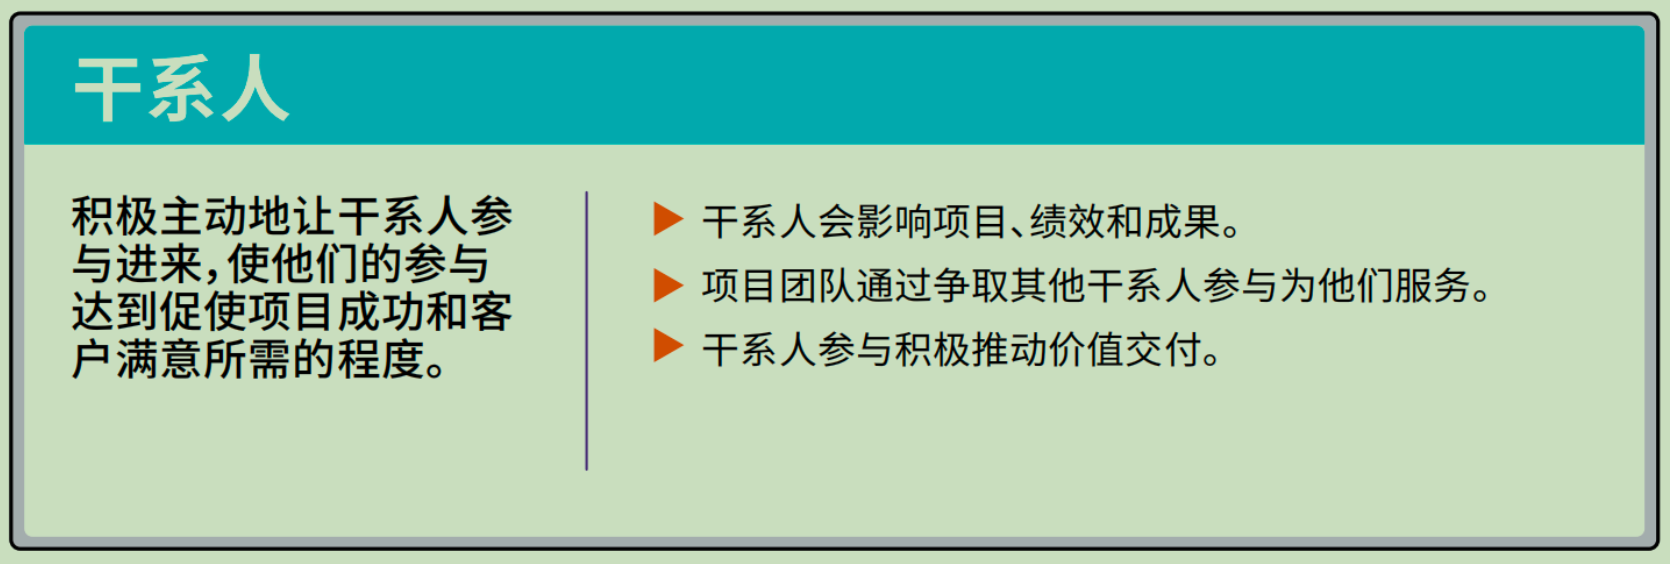 干系人
积极主动地让干系人参
与进来，使他们的参与
达到促使项目成功和客
户满意所需的程度。
干系人会影响项目、绩效和成果。
项目团队通过争取其他干系人参与为他们服务。
干系人参与积极推动价值交付。